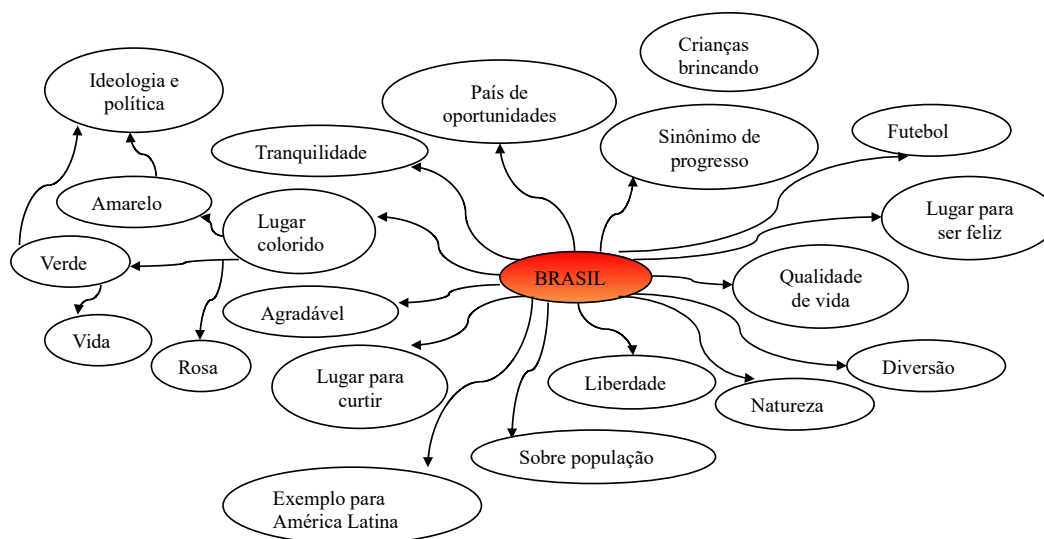 Crianças
brincando
Ideologia e
política
País de
oportunidades
Futebol
Sinônimo de
progresso
Tranquilidade
Amarelo
Lugar
colorido
Lugar para
ser feliz
Verde
BRASIL
Qualidade
de vida
Agradável
Vida
Rosa
Lugar para
curtir
Liberdade
Diversão
Natureza
Sobre população
Exemplo para
América Latina